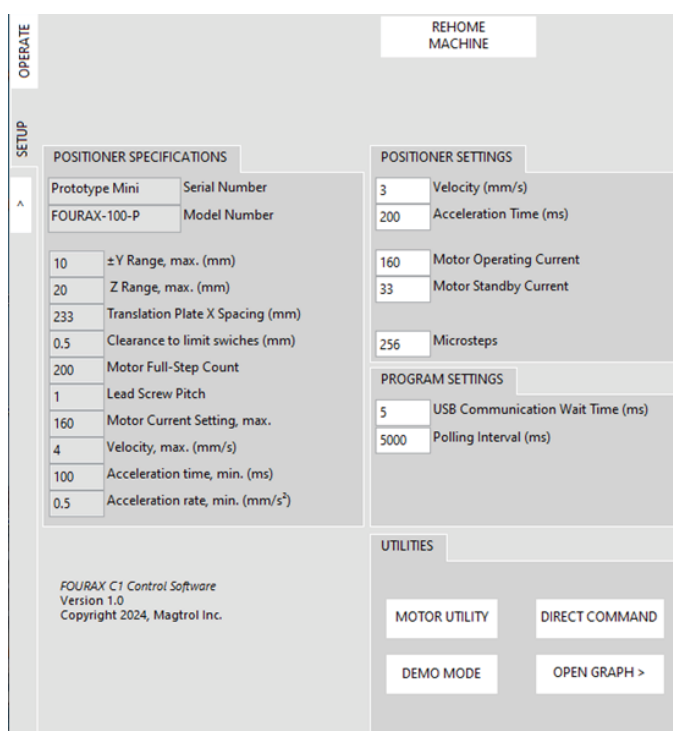 OPERATE
SETUP
^
REHOME
MACHINE
POSITIONER SPECIFICATIONS
Prototype Mini Serial Number
FOURAX-100-P Model Number
10 ±Y Range, max. (mm)
20 Z Range, max. (mm)
233 Translation Plate X Spacing (mm)
0.5 Clearance to limit swiches (mm)
200 Motor Full-Step Count
1 Lead Screw Pitch
160 Motor Current Setting, max.
4 Velocity, max. (mm/s)
100 Acceleration time, min. (ms)
0.5 Acceleration rate, min. (mm/s²)
POSITIONER SETTINGS
3 Velocity (mm/s)
200 Acceleration Time (ms)
160 Motor Operating Current
33 Motor Standby Current
256 Microsteps
PROGRAM SETTINGS
5 USB Communication Wait Time (ms)
5000 Polling Interval (ms)
UTILITIES
MOTOR UTILITY DIRECT COMMAND
DEMO MODE OPEN GRAPH >
FOURAX C1 Control Software
Version 1.0
Copyright 2024, Magtrol Inc.